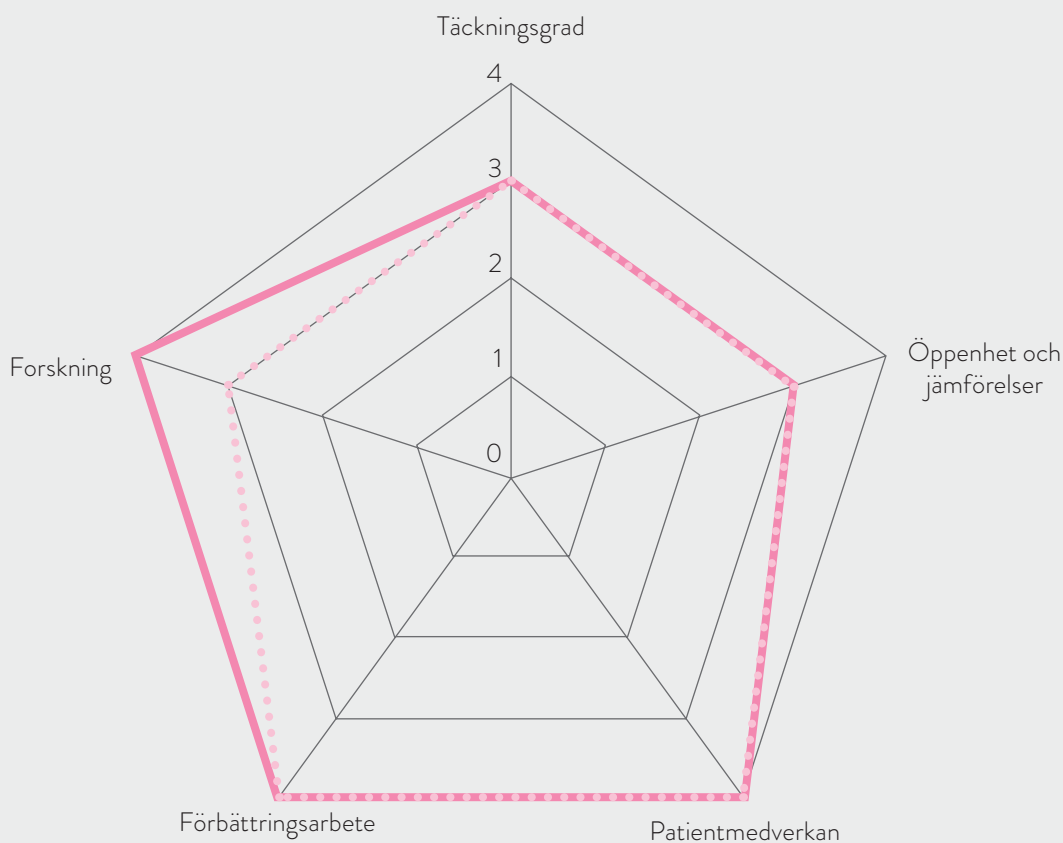 Täckningsgrad
4
3
2
1
0
Öppenhet och
jämförelser
Forskning
Förbättringsarbete
Patientmedverkan